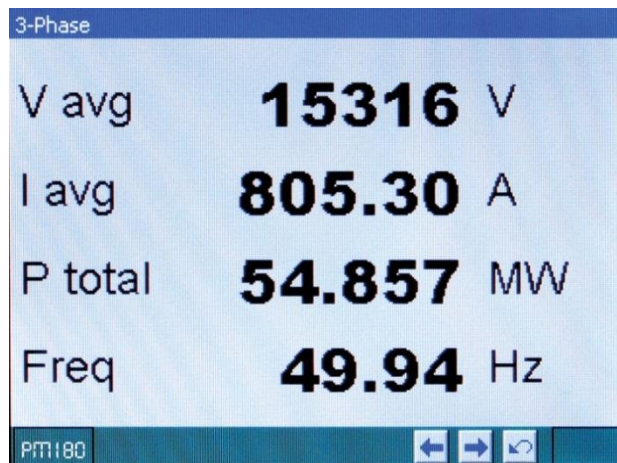 3-Phase
V avg 15316 V
I avg 805.30 A
P total 54.857 MW
Freq 49.94 Hz
PM180